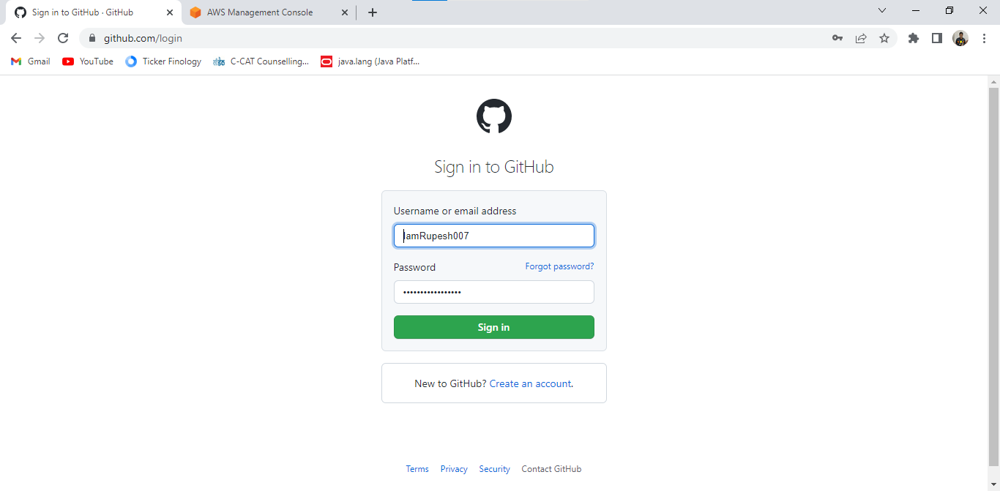 Sign in to GitHub · GitHub AWS Management Console
github.com/login
Gmail YouTube Ticker Finology C-CAT Counselling... java.lang (Java Platf...
Sign in to GitHub
Username or email address
IamRupesh007
Password Forgot password?
•••••••••••••••••
Sign in
New to GitHub? Create an account.
Terms Privacy Security Contact GitHub